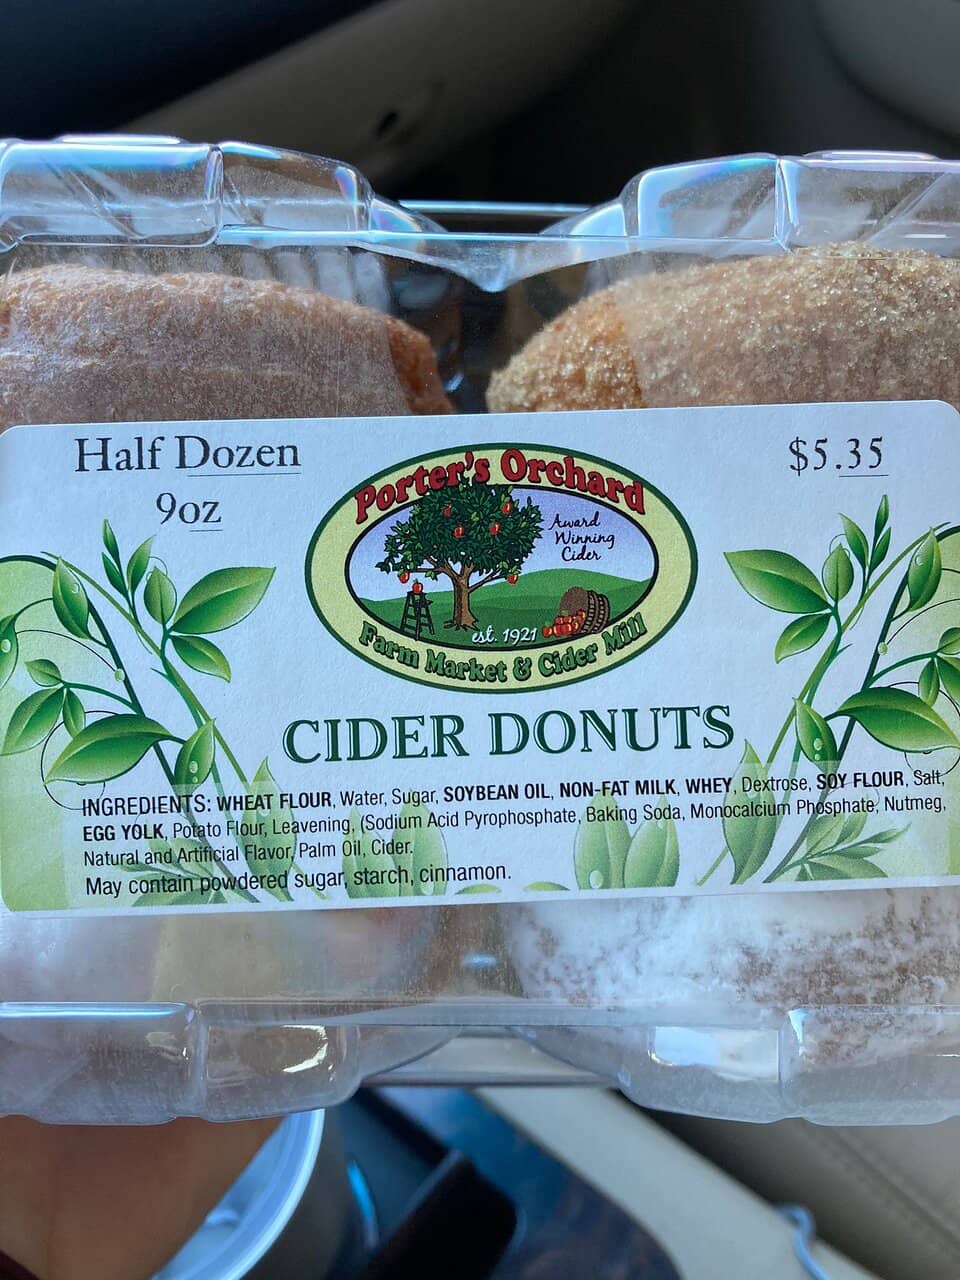 Half Dozen
9oz
$5.35
Porter's Orchard
Award
Winning
Cider
est. 1921
Farm Market & Cider Mill
CIDER DONUTS
INGREDIENTS: WHEAT FLOUR, Water, Sugar, SOYBEAN OIL, NON-FAT MILK, WHEY, Dextrose, SOY FLOUR, Salt,
EGG YOLK, Potato Flour, Leavening, (Sodium Acid Pyrophosphate, Baking Soda, Monocalcium Phosphate, Nutmeg,
Natural and Artificial Flavor, Palm Oil, Cider.
May contain powdered sugar, starch, cinnamon.